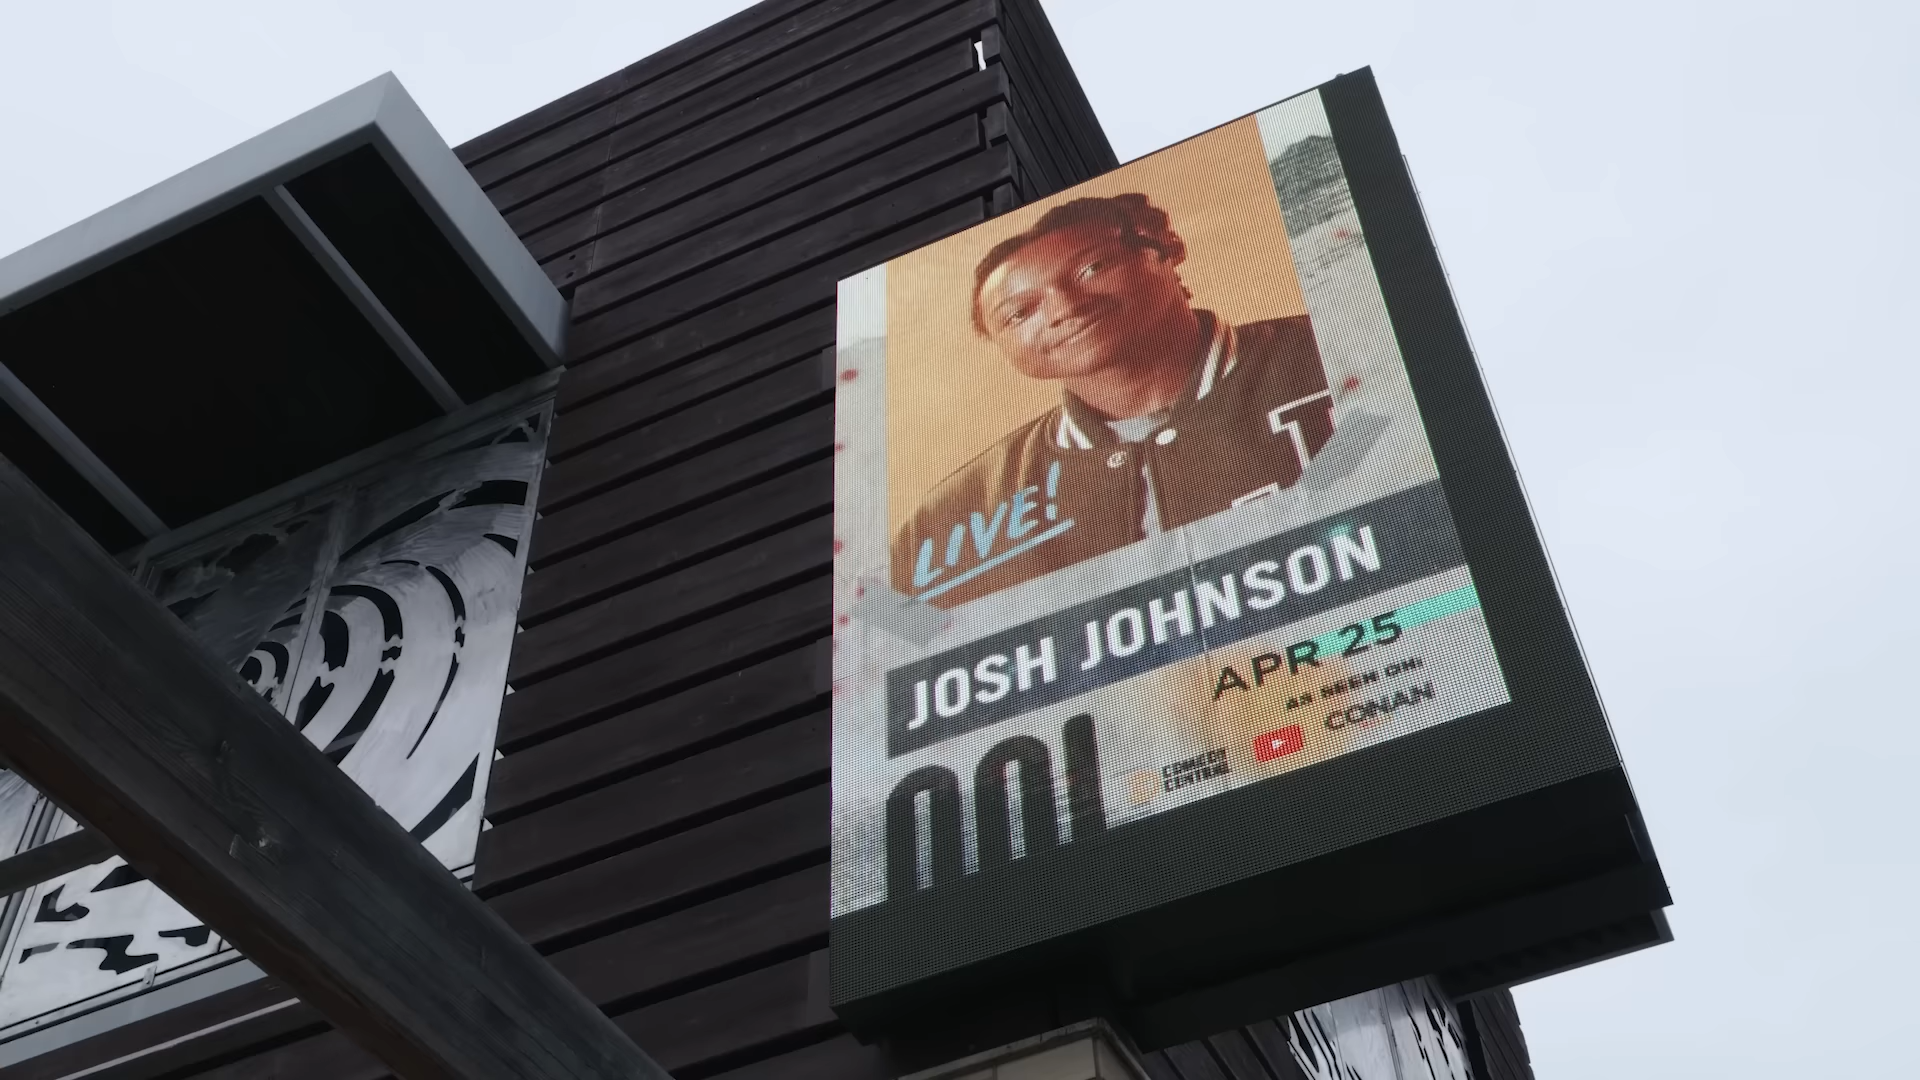 LIVE!
JOSH JOHNSON
APR 25
AS SEEN ON:
CONAN
COMEDY
CENTRAL